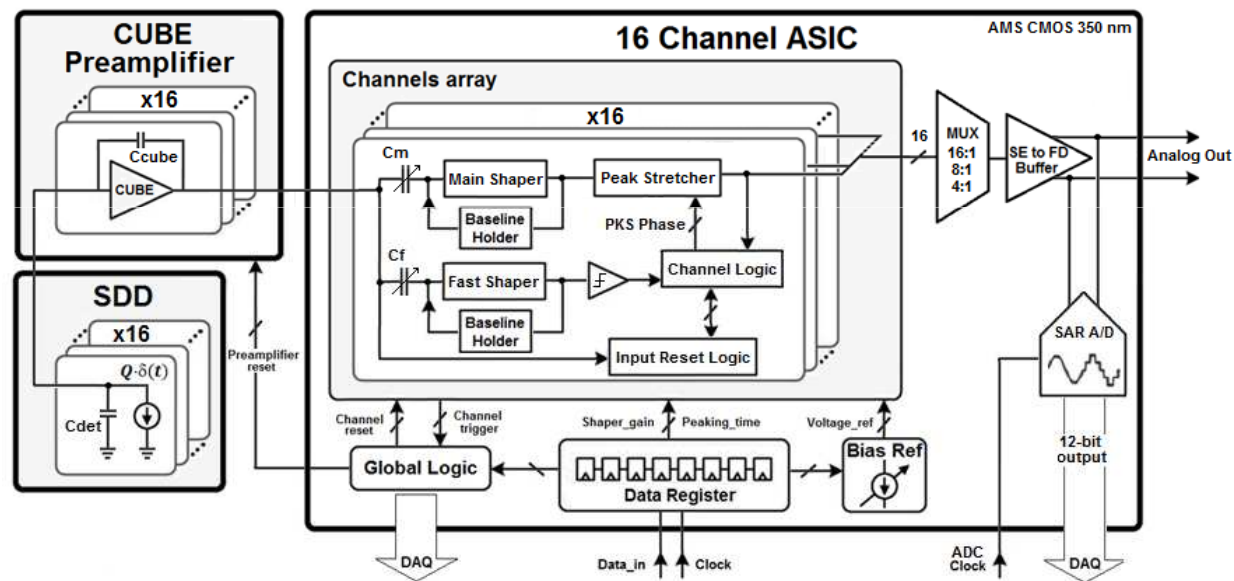 CUBE
Preamplifier
x16
Ccube
CUBE
SDD
x16
Q·δ(t)
Cdet
Preamplifier
reset
16 Channel ASIC
AMS CMOS 350 nm
Channels array
x16
Cm
Main Shaper
Peak Stretcher
Baseline
Holder
PKS Phase
Cf
Fast Shaper
Channel Logic
Baseline
Holder
Input Reset Logic
16
MUX
16:1
8:1
4:1
SE to FD
Buffer
Analog Out
SAR A/D
12-bit
output
Channel
reset
Channel
trigger
Shaper_gain
Peaking_time
Voltage_ref
Global Logic
Data Register
Bias Ref
DAQ
Data_in
Clock
ADC
Clock
DAQ